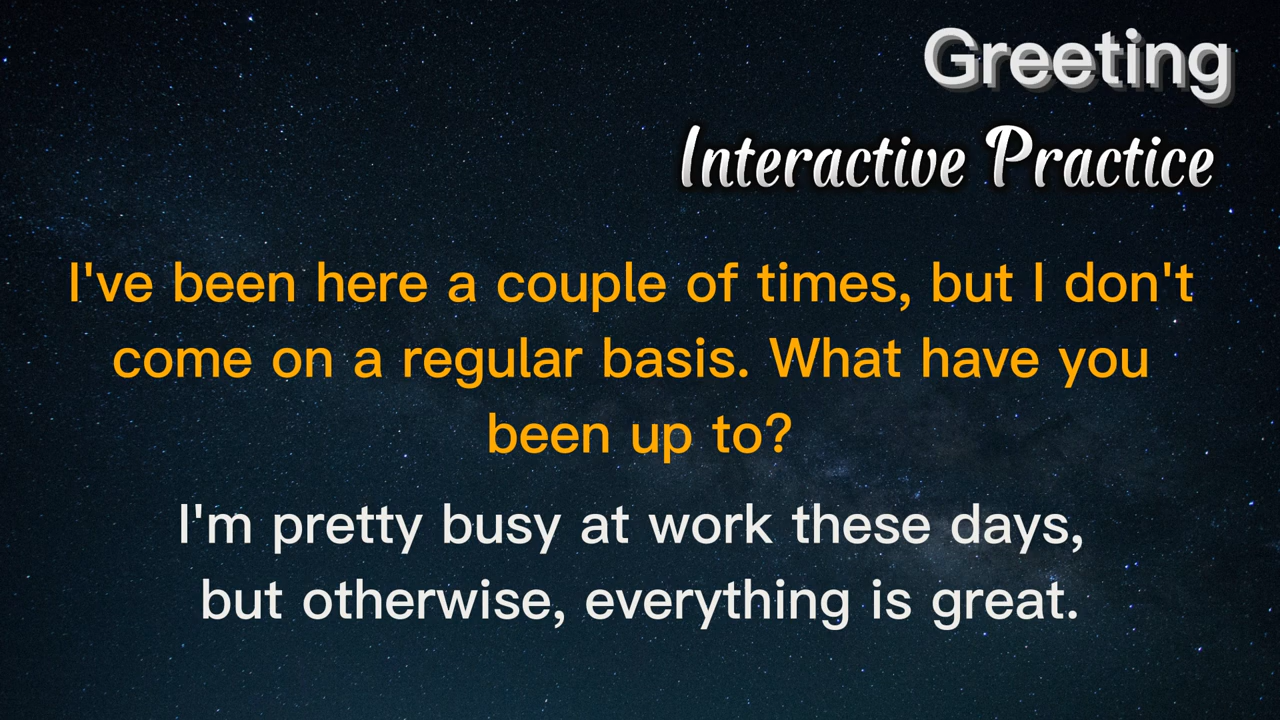 Greeting
Interactive Practice
I've been here a couple of times, but I don't
come on a regular basis. What have you
been up to?
I'm pretty busy at work these days,
but otherwise, everything is great.